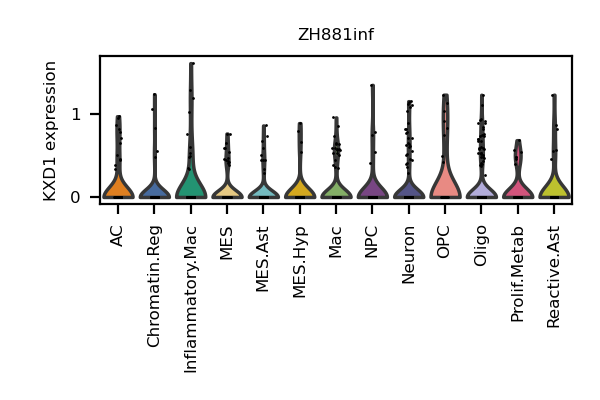 ZH881inf
KXD1 expression
1
0
AC
Chromatin.Reg
Inflammatory.Mac
MES
MES.Ast
MES.Hyp
Mac
NPC
Neuron
OPC
Oligo
Prolif.Metab
Reactive.Ast